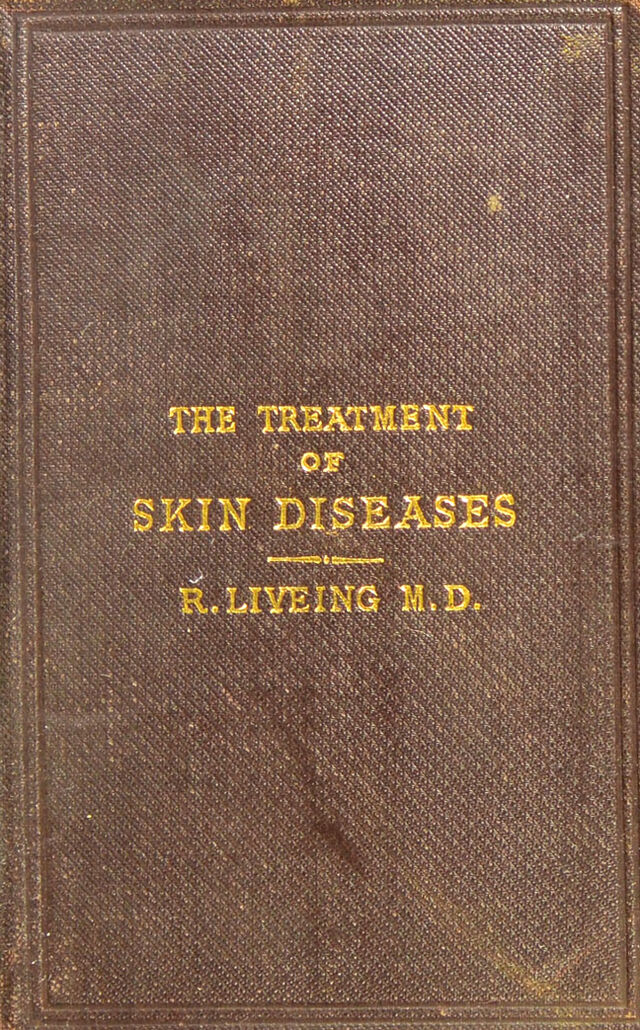 THE TREATMENT
OF
SKIN DISEASES
R. LIVEING M.D.